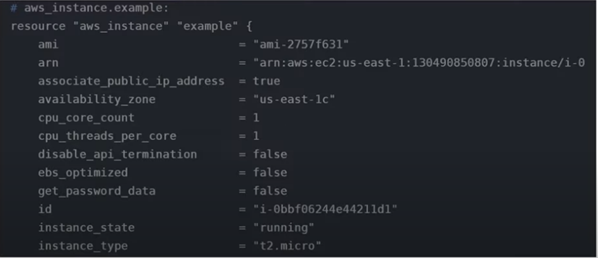 # aws_instance.example:
resource "aws_instance" "example" {
ami = "ami-2757f631"
arn = "arn:aws:ec2:us-east-1:130490850807:instance/i-0
associate_public_ip_address = true
availability_zone = "us-east-1c"
cpu_core_count = 1
cpu_threads_per_core = 1
disable_api_termination = false
ebs_optimized = false
get_password_data = false
id = "i-0bbf06244e44211d1"
instance_state = "running"
instance_type = "t2.micro"